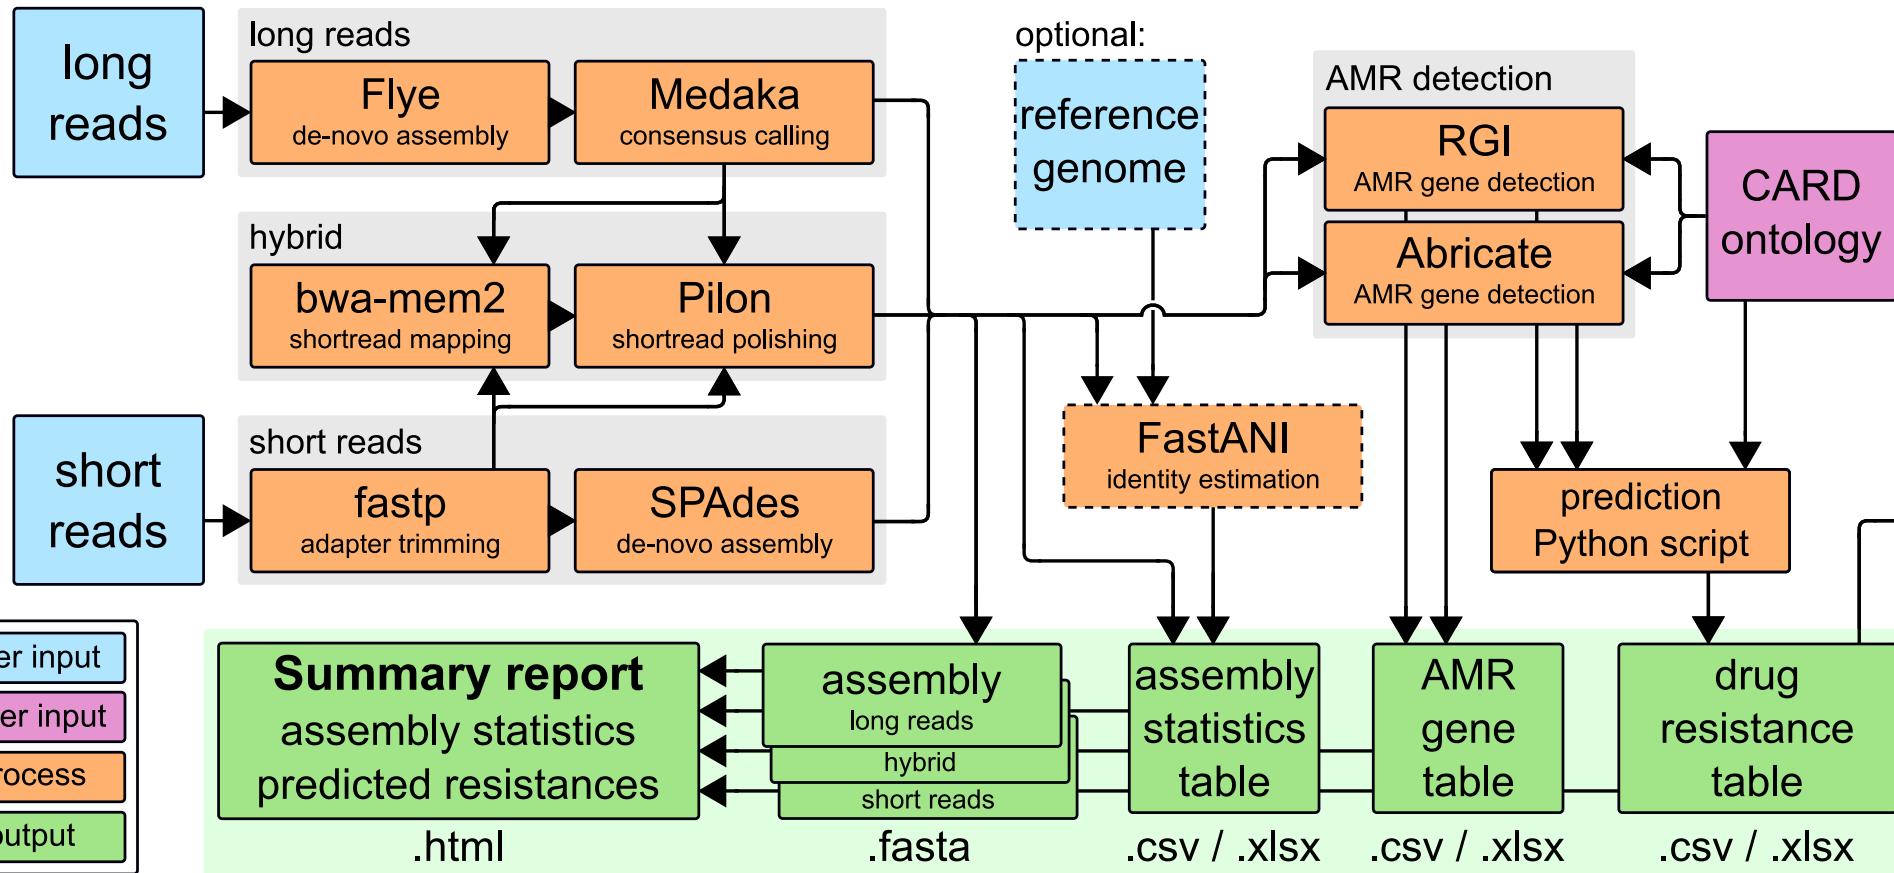 long
reads
long reads
Flye
de-novo assembly
Medaka
consensus calling
optional:
reference
genome
AMR detection
RGI
AMR gene detection
Abricate
AMR gene detection
CARD
ontology
hybrid
bwa-mem2
shortread mapping
Pilon
shortread polishing
short
reads
short reads
fastp
adapter trimming
SPAdes
de-novo assembly
FastANI
identity estimation
prediction
Python script
er input
er input
rocess
output
Summary report
assembly statistics
predicted resistances
.html
assembly
long reads
hybrid
short reads
.fasta
assembly
statistics
table
.csv / .xlsx
AMR
gene
table
.csv / .xlsx
drug
resistance
table
.csv / .xlsx